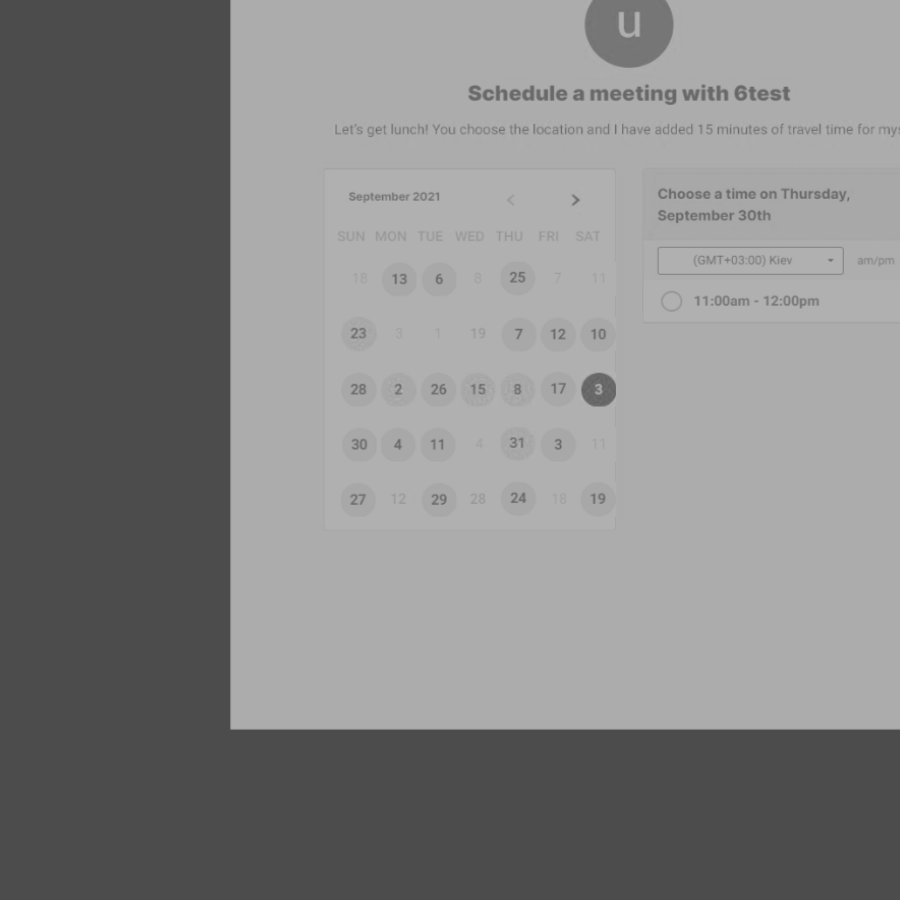 u
Schedule a meeting with 6test
Let's get lunch! You choose the location and I have added 15 minutes of travel time for
September 2021
SUN MON TUE WED THU FRI SAT
18 13 6 8 25 7 11
23 3 1 19 7 12 10
28 2 26 15 8 17 3
30 4 11 4 31 3 11
27 12 29 28 24 18 19
Choose a time on Thursday,
September 30th
(GMT+03:00) Kiev am/pm
11:00am - 12:00pm